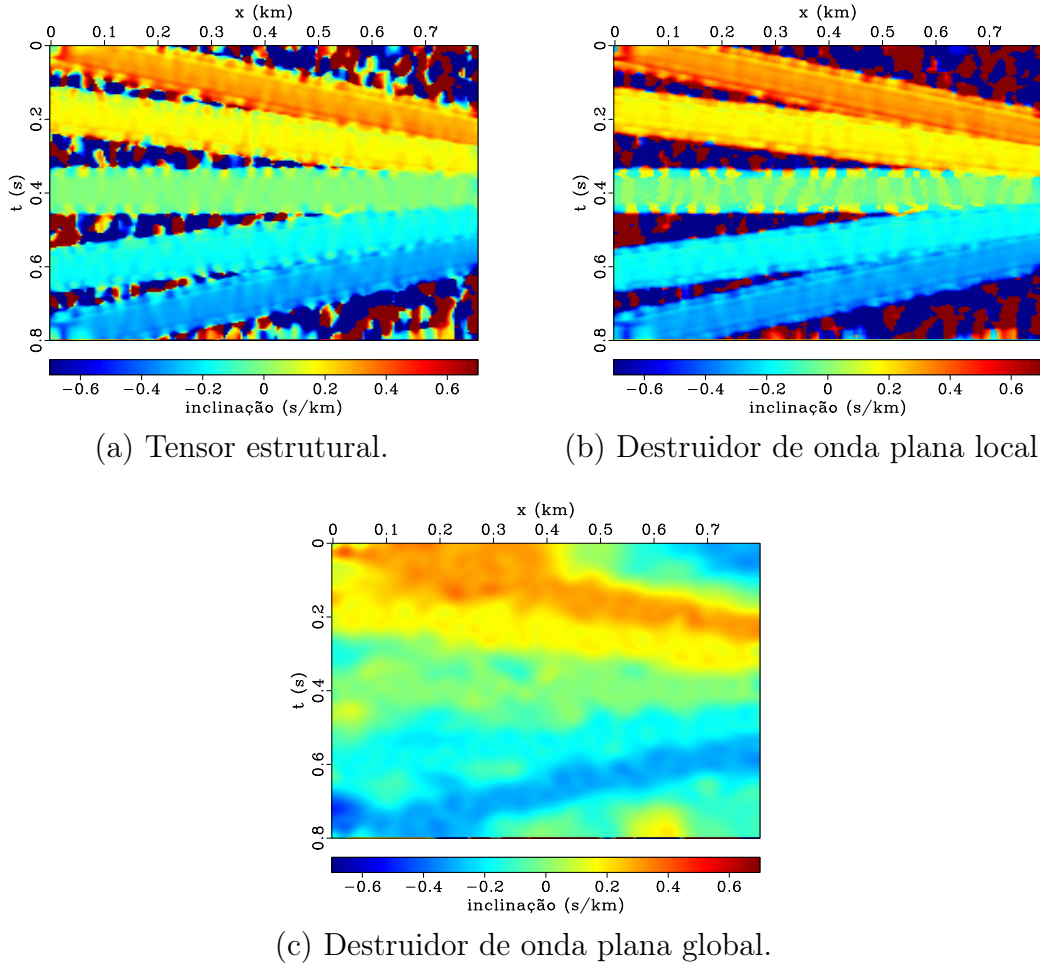 x (km)
0 0.1 0.2 0.3 0.4 0.5 0.6 0.7
0 0.2 0.4 0.6 0.8
t (s)
−0.6 −0.4 −0.2 0 0.2 0.4 0.6
inclinação (s/km)
(a) Tensor estrutural.
x (km)
0 0.1 0.2 0.3 0.4 0.5 0.6 0.7
0 0.2 0.4 0.6 0.8
t (s)
−0.6 −0.4 −0.2 0 0.2 0.4 0.6
inclinação (s/km)
(b) Destruidor de onda plana local
x (km)
0 0.1 0.2 0.3 0.4 0.5 0.6 0.7
0 0.2 0.4 0.6 0.8
t (s)
−0.6 −0.4 −0.2 0 0.2 0.4 0.6
inclinação (s/km)
(c) Destruidor de onda plana global.